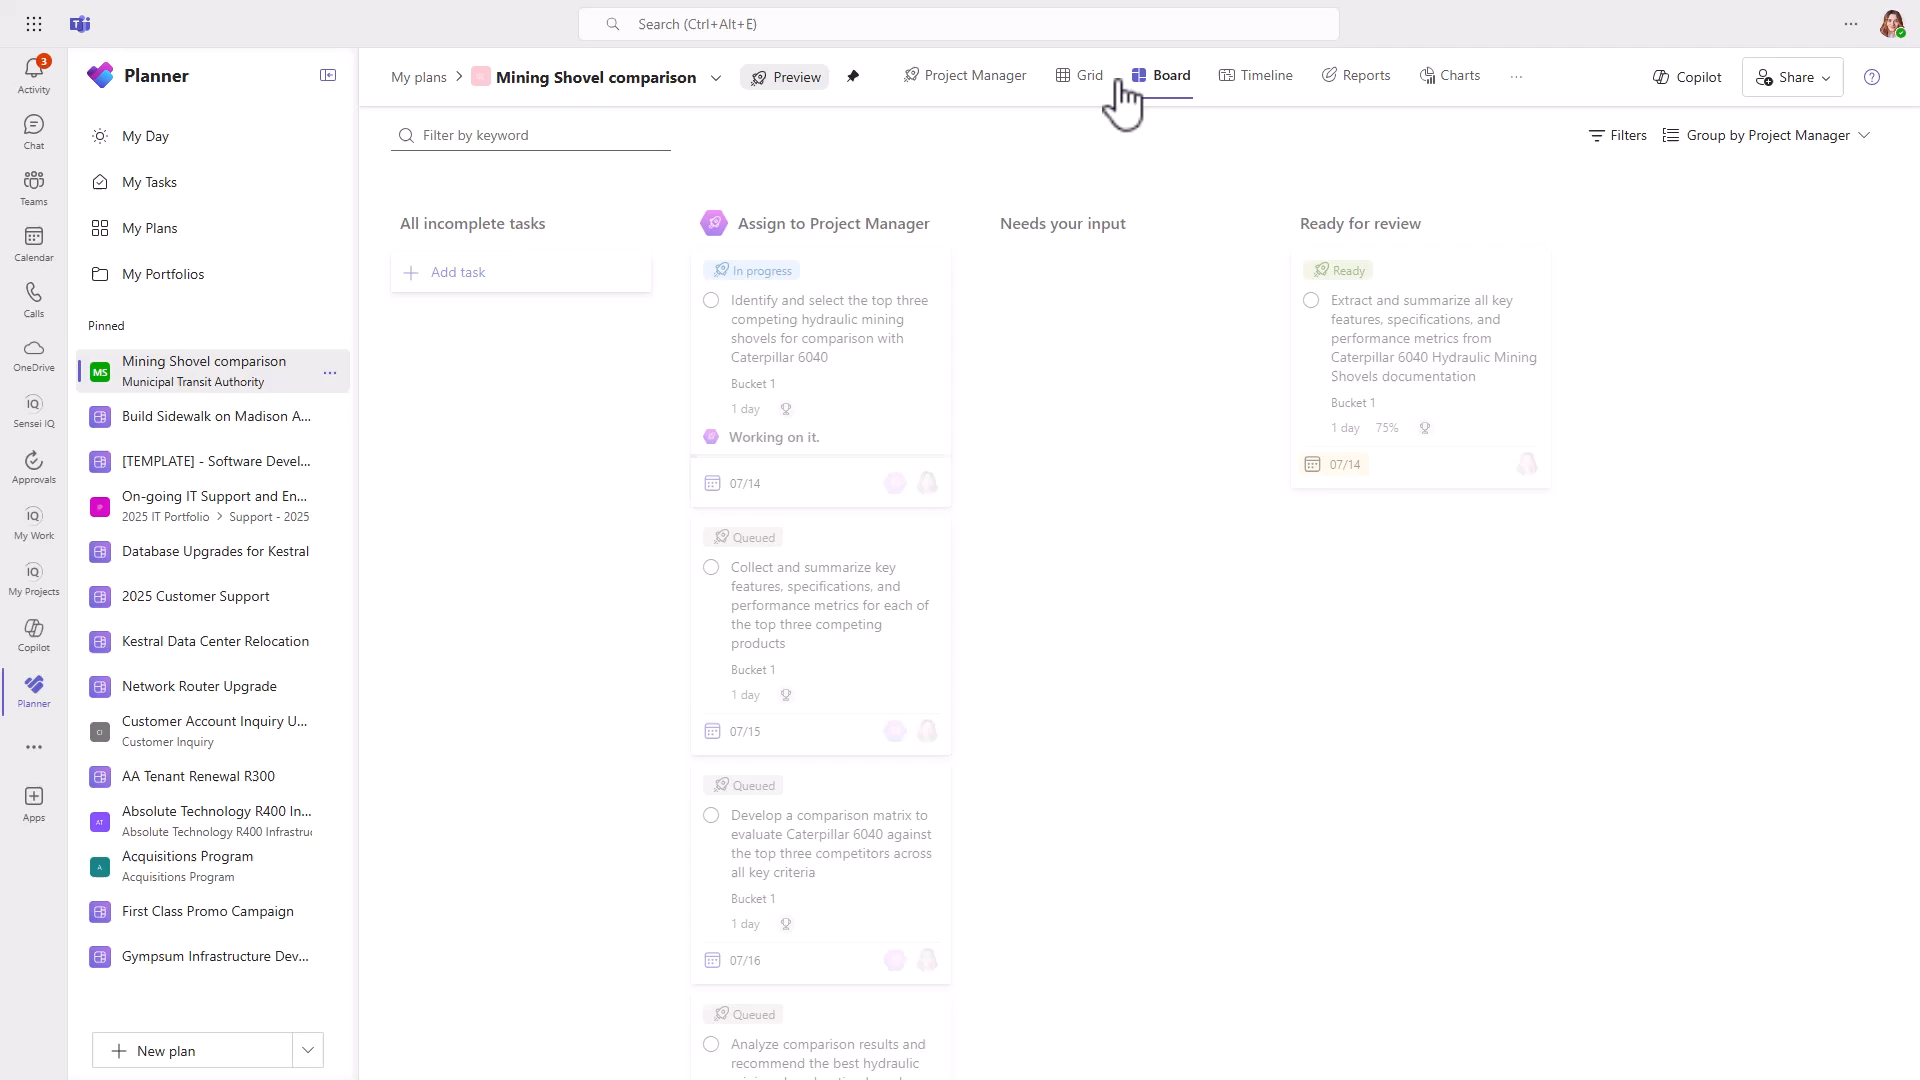 Search (Ctrl+Alt+E)
3
Activity
Chat
Teams
Calendar
Calls
OneDrive
IQ
Sensei IQ
Approvals
IQ
My Work
IQ
My Projects
Copilot
Planner
Apps
Planner
My Day
My Tasks
My Plans
My Portfolios
Pinned
MS
Mining Shovel comparison
Municipal Transit Authority
Build Sidewalk on Madison A...
[TEMPLATE] - Software Devel...
On-going IT Support and En...
2025 IT Portfolio > Support - 2025
Database Upgrades for Kestral
2025 Customer Support
Kestral Data Center Relocation
Network Router Upgrade
CI
Customer Account Inquiry U...
Customer Inquiry
AA Tenant Renewal R300
AT
Absolute Technology R400 In...
Absolute Technology R400 Infrastru
A
Acquisitions Program
Acquisitions Program
First Class Promo Campaign
Gympsum Infrastructure Dev...
New plan
My plans > Mining Shovel comparison
Preview
Project Manager
Grid
Board
Timeline
Reports
Charts
Copilot
Share
Filter by keyword
Filters
Group by Project Manager
All incomplete tasks
Add task
Assign to Project Manager
In progress
Identify and select the top three
competing hydraulic mining
shovels for comparison with
Caterpillar 6040
Bucket 1
1 day
Working on it.
07/14
Queued
Collect and summarize key
features, specifications, and
performance metrics for each of
the top three competing
products
Bucket 1
1 day
07/15
Queued
Develop a comparison matrix to
evaluate Caterpillar 6040 against
the top three competitors across
all key criteria
Bucket 1
1 day
07/16
Queued
Analyze comparison results and
recommend the best hydraulic
Needs your input
Ready for review
Ready
Extract and summarize all key
features, specifications, and
performance metrics from
Caterpillar 6040 Hydraulic Mining
Shovels documentation
Bucket 1
1 day 75%
07/14